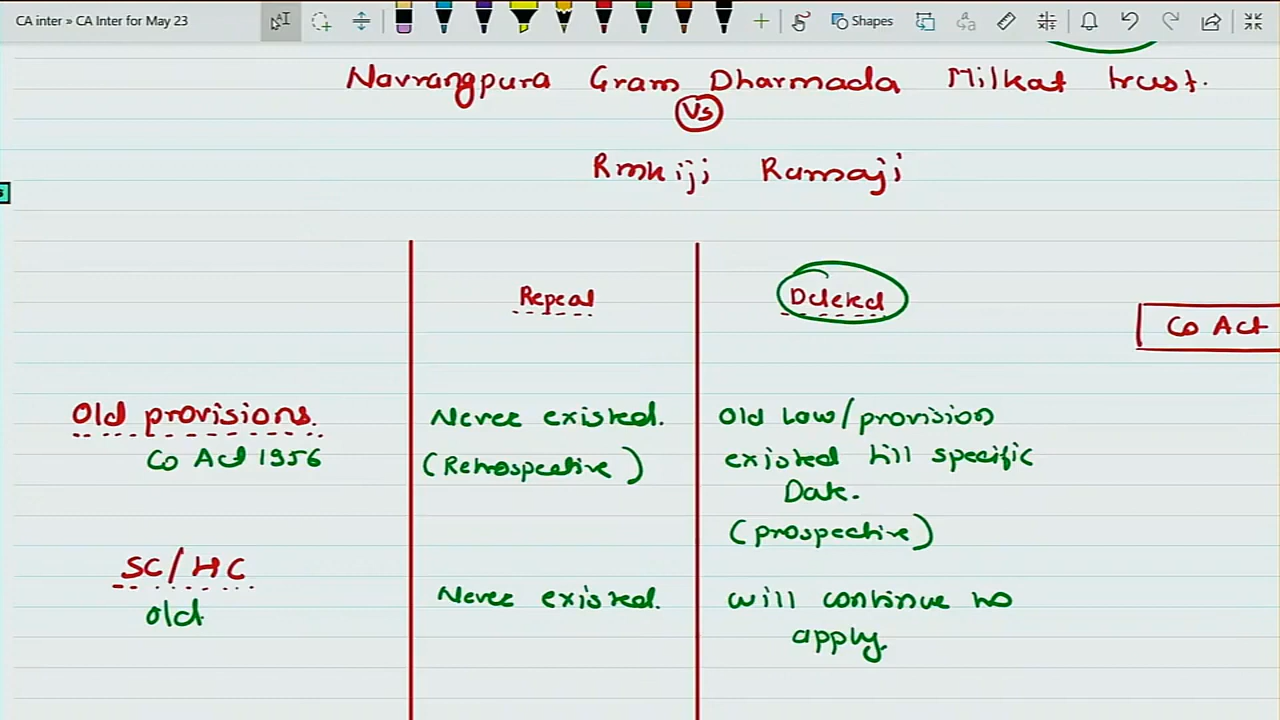 CA inter » CA Inter for May 23
Shapes
Navrangpura Gram Dharmada Milkat trust.
Vs
Ramaji
Repeal
Deleted
Co Act
Old provisions.
Co Act 1956
Never existed.
(Retrospective)
Old Law/provision
existed till specific
Date.
(prospective)
SC/HC
old
Never existed.
will continue to
apply.